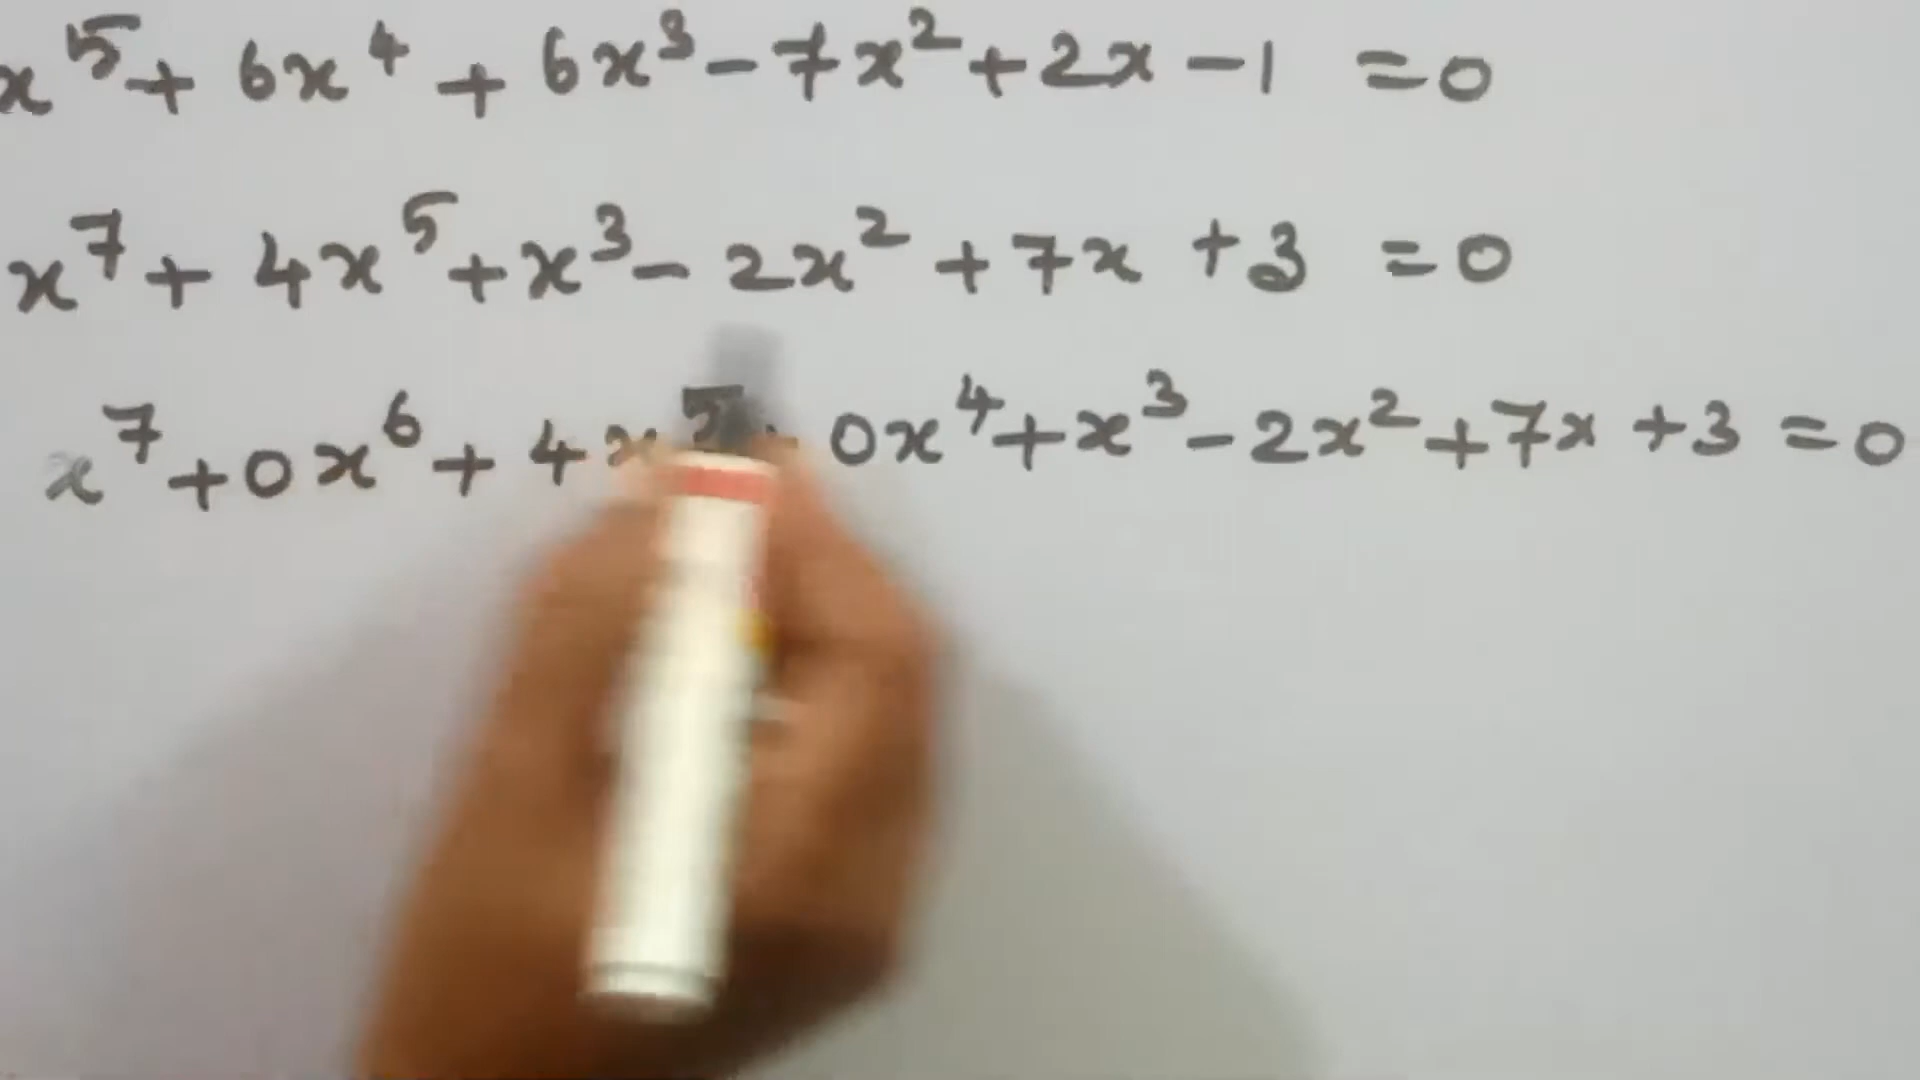 x⁵ + 6x⁴ + 6x³ - 7x² + 2x - 1 = 0
x⁷ + 4x⁵ + x³ - 2x² + 7x + 3 = 0
x⁷ + 0x⁶ + 4x⁵ 0x⁴ + x³ - 2x² + 7x + 3 = 0